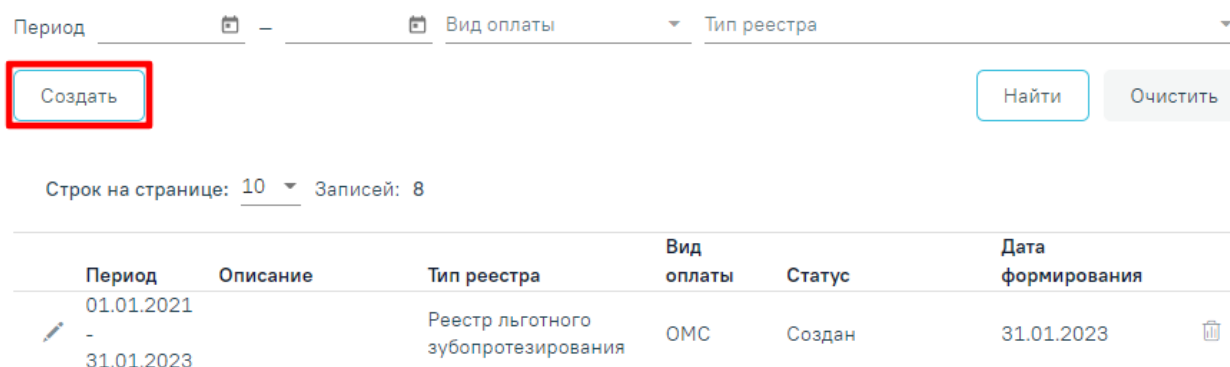 Период – Вид оплаты Тип реестра
Создать Найти Очистить
Строк на странице: 10 Записей: 8
Вид Дата
Период Описание Тип реестра оплаты Статус формирования
01.01.2021
- Реестр льготного ОМС Создан 31.01.2023
зубопротезирования
31.01.2023